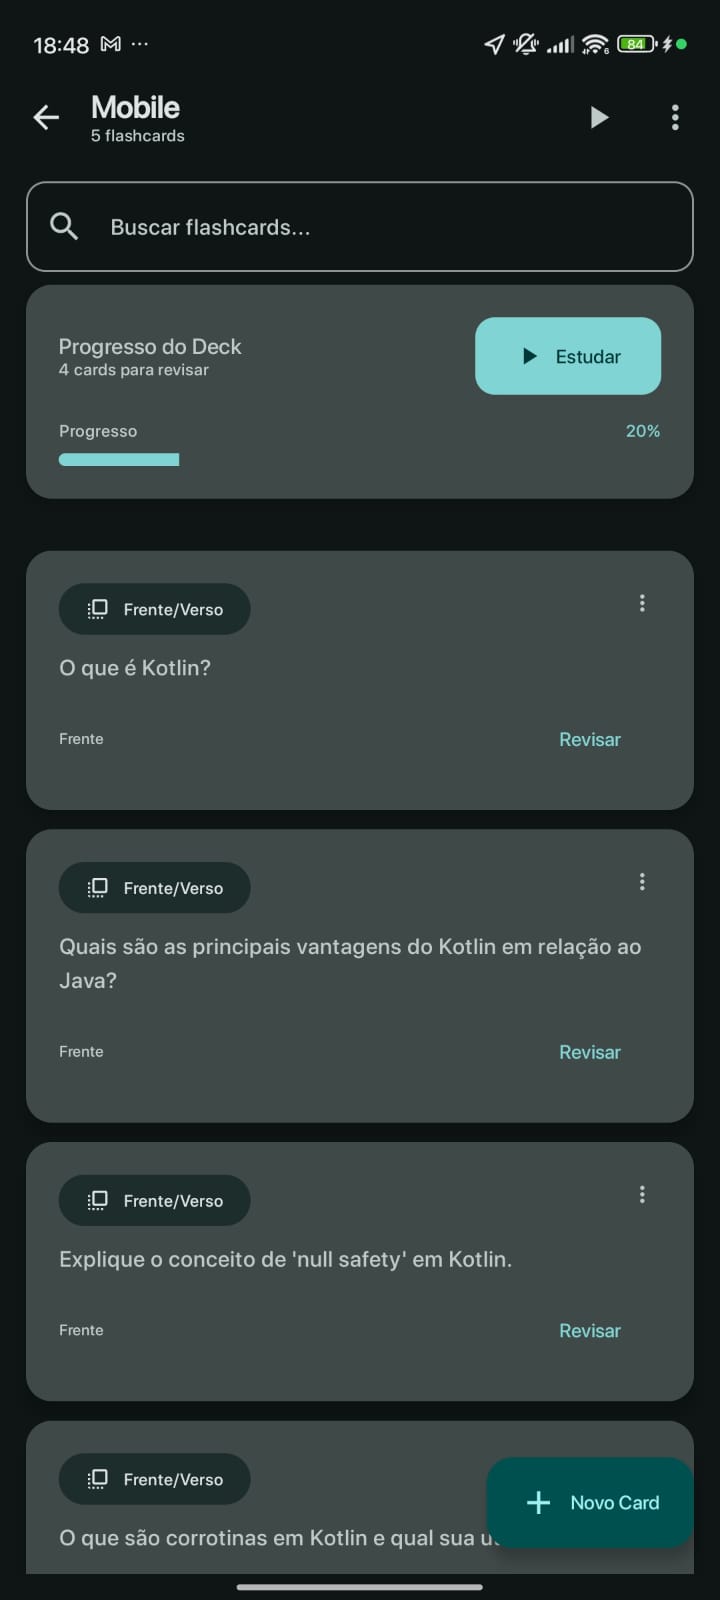 18:48
84
6
Mobile
5 flashcards
Buscar flashcards...
Progresso do Deck
4 cards para revisar
Estudar
Progresso
20%
Frente/Verso
O que é Kotlin?
Frente
Revisar
Frente/Verso
Quais são as principais vantagens do Kotlin em relação ao
Java?
Frente
Revisar
Frente/Verso
Explique o conceito de 'null safety' em Kotlin.
Frente
Revisar
Frente/Verso
O que são corrotinas em Kotlin e qual sua
Novo Card